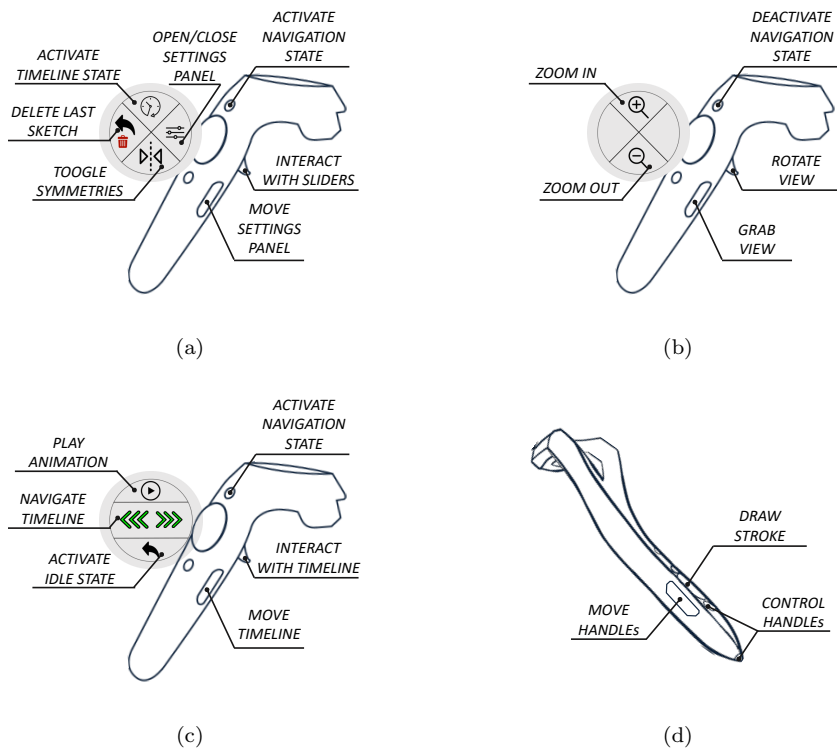 ACTIVATE
NAVIGATION
STATE
OPEN/CLOSE
SETTINGS
PANEL
ACTIVATE
TIMELINE STATE
DELETE LAST
SKETCH
TOOGLE
SYMMETRIES
INTERACT
WITH SLIDERS
MOVE
SETTINGS
PANEL
(a)
DEACTIVATE
NAVIGATION
STATE
ZOOM IN
ZOOM OUT
ROTATE
VIEW
GRAB
VIEW
(b)
ACTIVATE
NAVIGATION
STATE
PLAY
ANIMATION
NAVIGATE
TIMELINE
ACTIVATE
IDLE STATE
INTERACT
WITH TIMELINE
MOVE
TIMELINE
(c)
DRAW
STROKE
MOVE
HANDLEs
CONTROL
HANDLEs
(d)